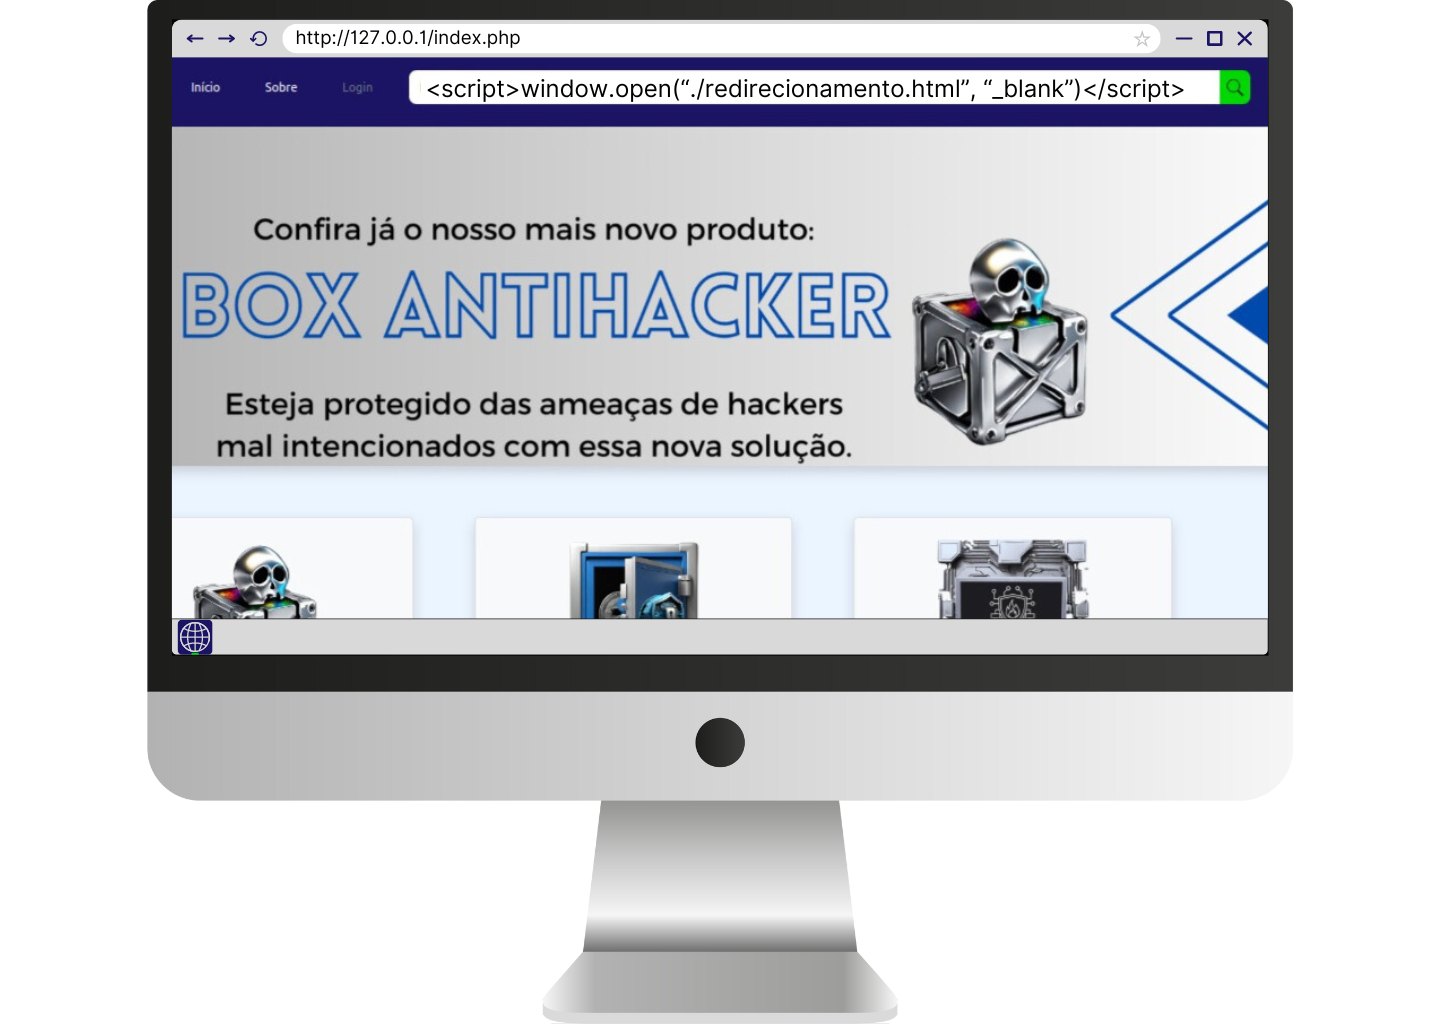 http://127.0.0.1/index.php
Início Sobre Login <script>window.open(“./redirecionamento.html”, “_blank”)</script>
Confira já o nosso mais novo produto:
BOX ANTIHACKER
Esteja protegido das ameaças de hackers
mal intencionados com essa nova solução.